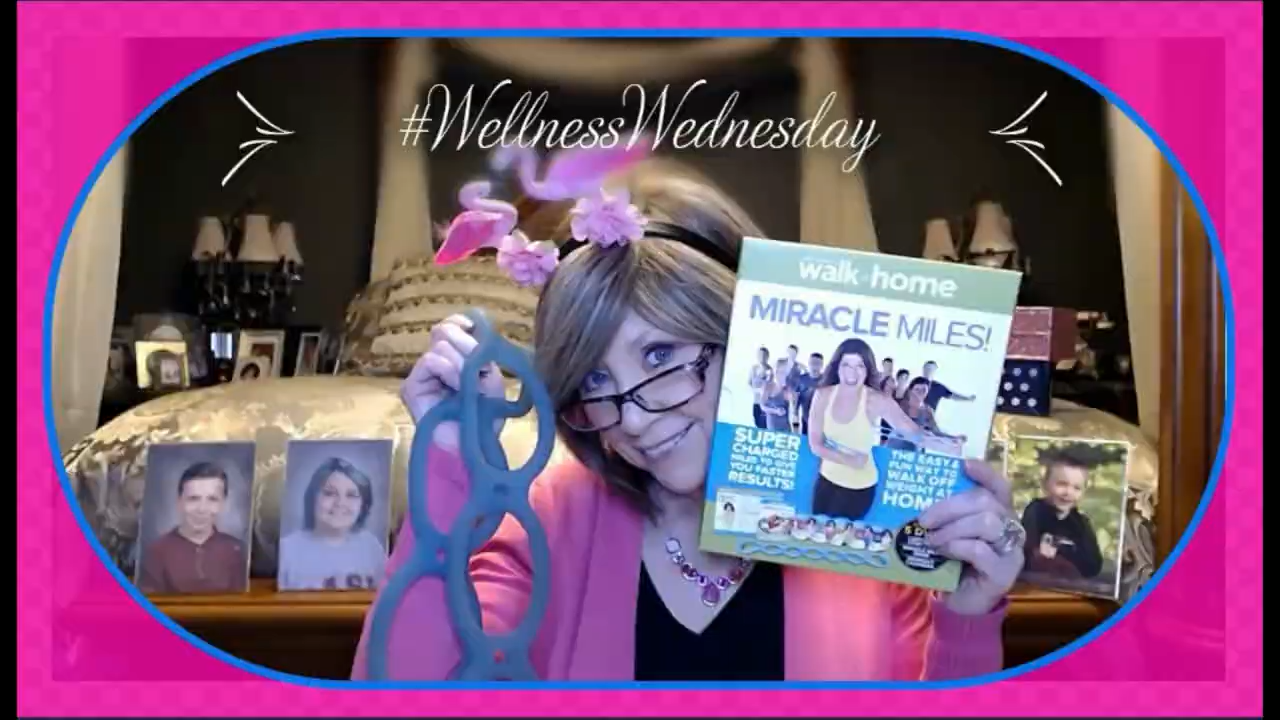 #WellnessWednesday
walk at home
MIRACLE MILES!
SUPER
CHARGED
MILES TO GIVE
YOU FASTER
RESULTS!
THE EASY &
FUN WAY TO
WALK OFF
WEIGHT AT
HOME